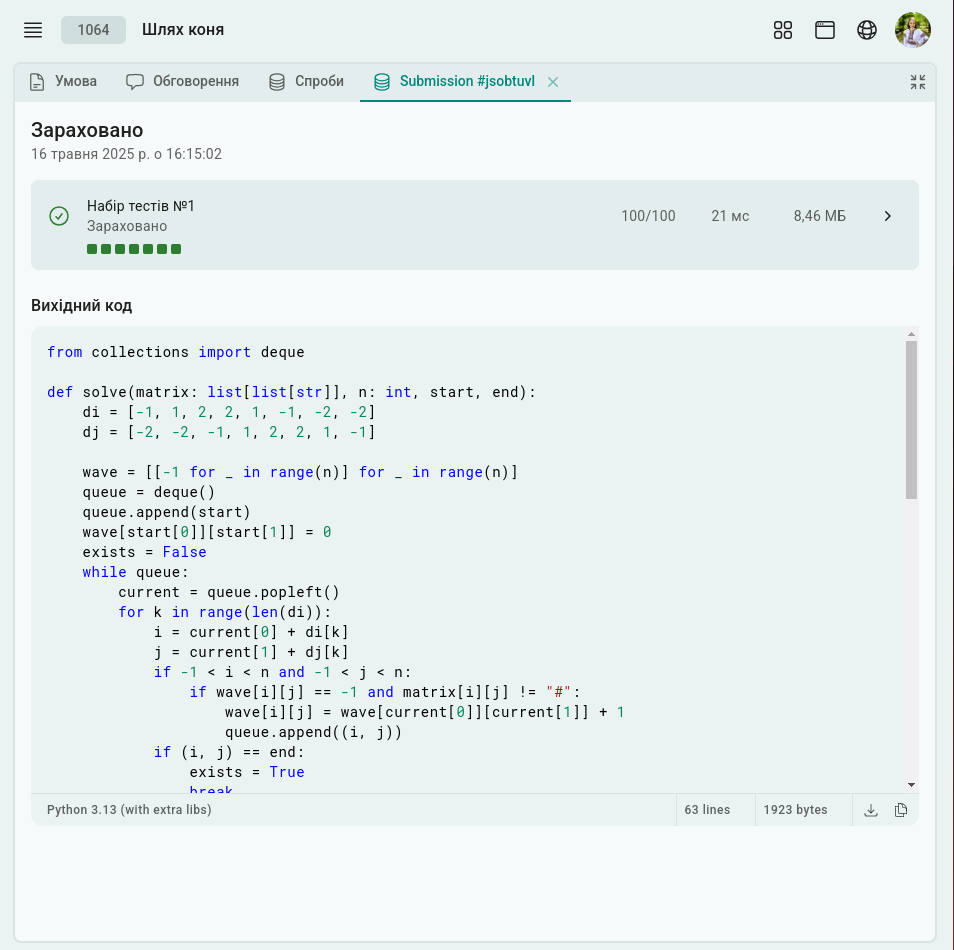 1064 Шлях коня
Умова Обговорення Спроби Submission #jsobtuvl
Зараховано
16 травня 2025 р. о 16:15:02
Набір тестів №1
Зараховано
100/100 21 мс 8,46 МБ
Вихідний код
from collections import deque
def solve(matrix: list[list[str]], n: int, start, end):
    di = [-1, 1, 2, 2, 1, -1, -2, -2]
    dj = [-2, -2, -1, 1, 2, 2, 1, -1]
    wave = [[-1 for _ in range(n)] for _ in range(n)]
    queue = deque()
    queue.append(start)
    wave[start[0]][start[1]] = 0
    exists = False
    while queue:
        current = queue.popleft()
        for k in range(len(di)):
            i = current[0] + di[k]
            j = current[1] + dj[k]
            if -1 < i < n and -1 < j < n:
                if wave[i][j] == -1 and matrix[i][j] != "#":
                    wave[i][j] = wave[current[0]][current[1]] + 1
                    queue.append((i, j))
            if (i, j) == end:
                exists = True
                break
Python 3.13 (with extra libs) 63 lines 1923 bytes